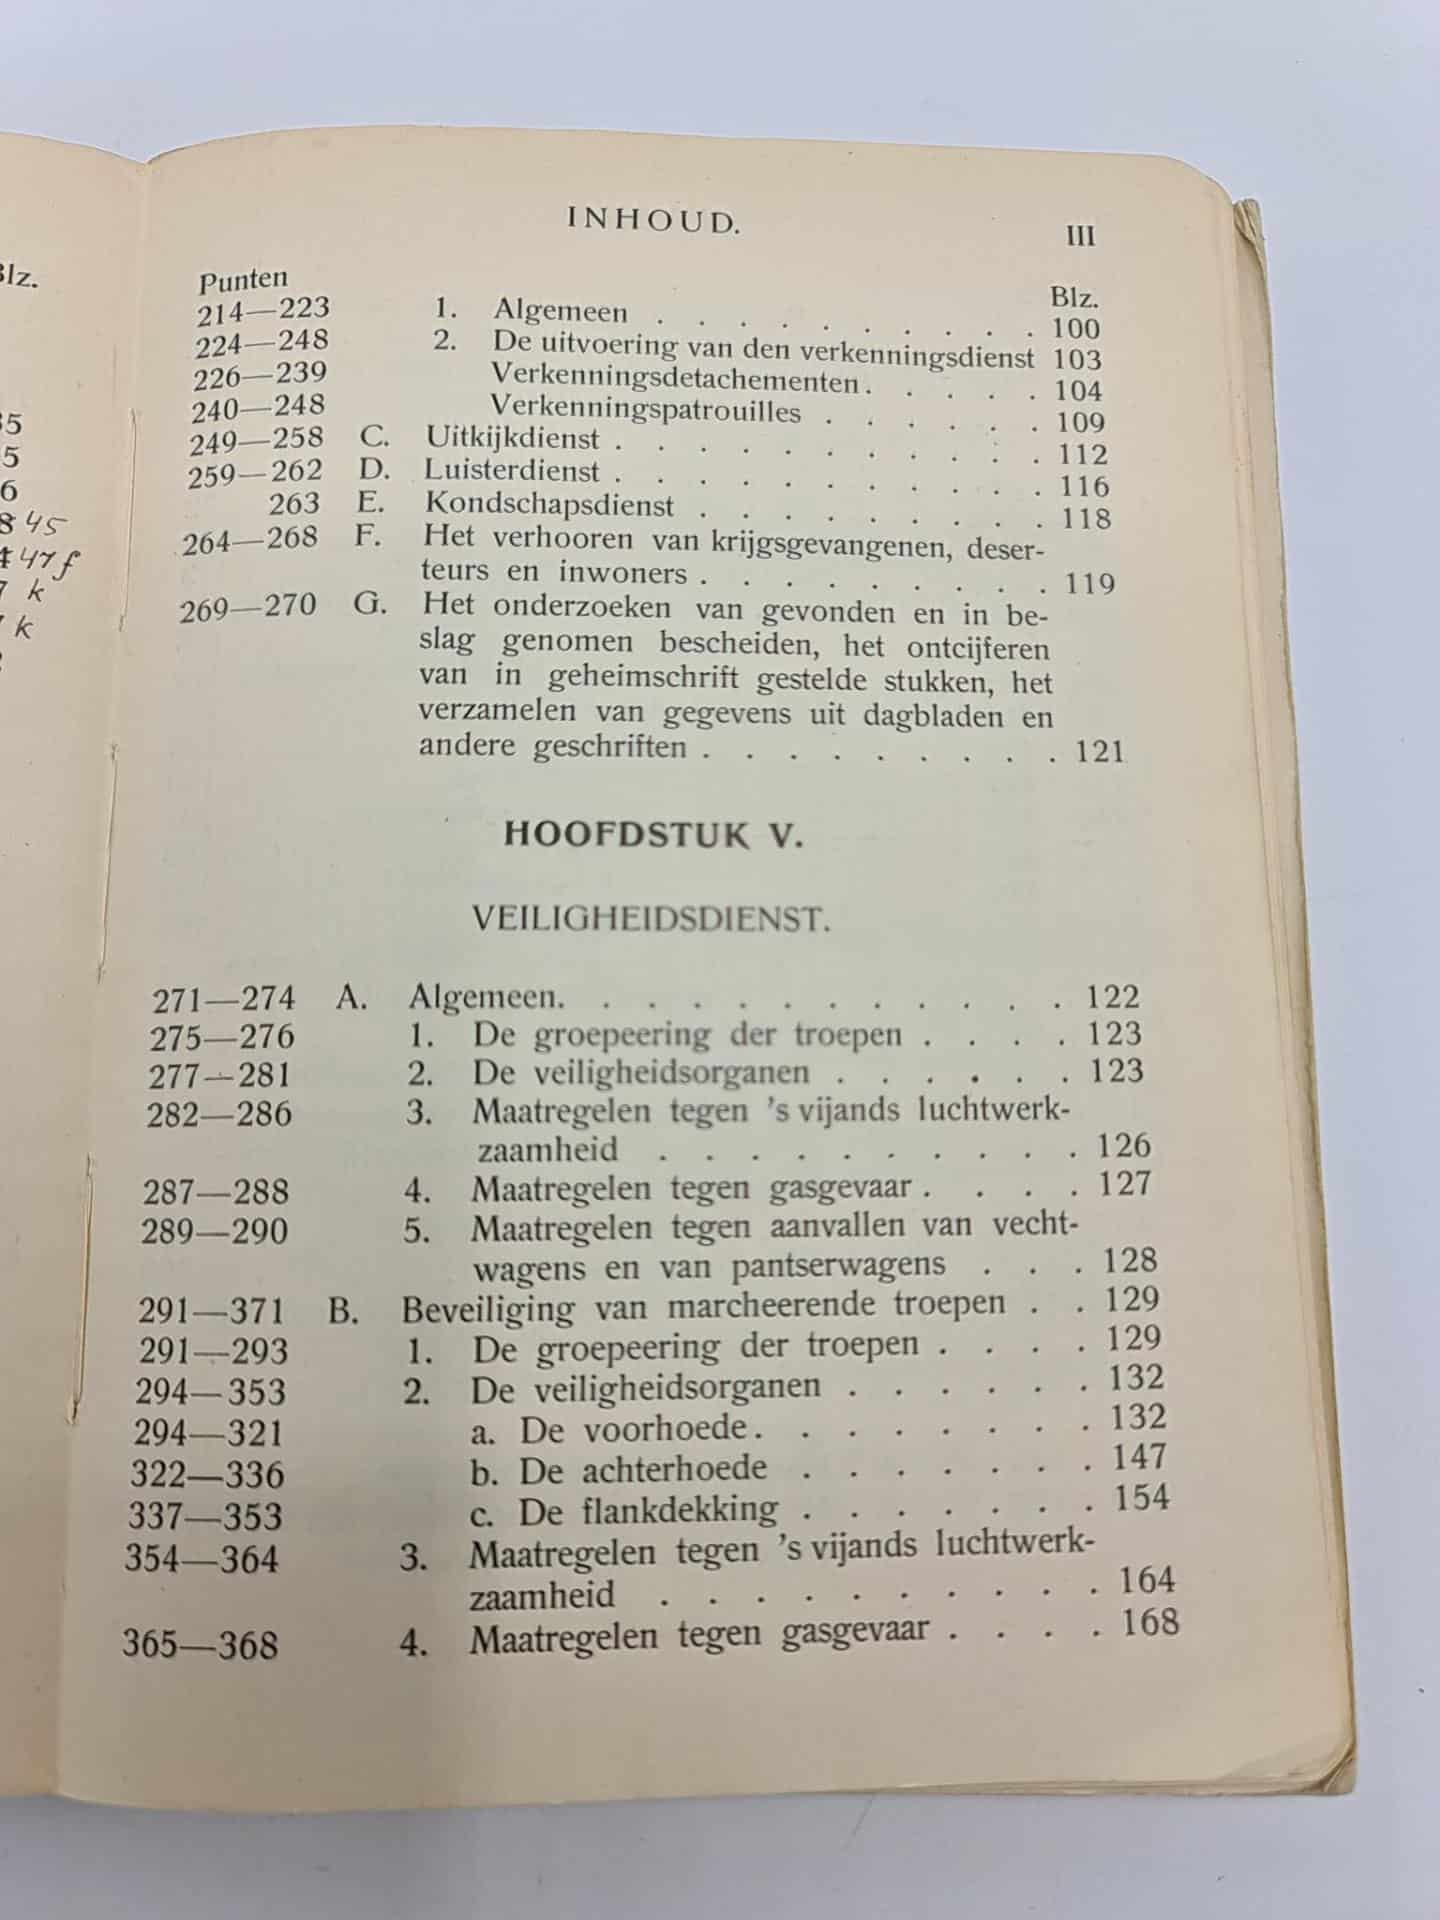 Blz.
45
47 f
k
k
INHOUD.
III
Punten
Blz.
214—223 1. Algemeen . . . . . . . . . . 100
224—248 2. De uitvoering van den verkenningsdienst 103
226—239 Verkenningsdetachementen . . . . . 104
240—248 Verkenningspatrouilles . . . . . . 109
249—258 C. Uitkijkdienst . . . . . . . . . . 112
259—262 D. Luisterdienst . . . . . . . . . . 116
263 E. Kondschapsdienst . . . . . . . . . 118
264—268 F. Het verhooren van krijgsgevangenen, deser-
teurs en inwoners . . . . . . . . . 119
269—270 G. Het onderzoeken van gevonden en in be-
slag genomen bescheiden, het ontcijferen
van in geheimschrift gestelde stukken, het
verzamelen van gegevens uit dagbladen en
andere geschriften . . . . . . . . . 121
HOOFDSTUK V.
VEILIGHEIDSDIENST.
271—274 A. Algemeen. . . . . . . . . . . . 122
275—276 1. De groepeering der troepen . . . . 123
277—281 2. De veiligheidsorganen . . . . . . 123
282—286 3. Maatregelen tegen 's vijands luchtwerk-
zaamheid . . . . . . . . . . 126
287—288 4. Maatregelen tegen gasgevaar . . . . 127
289—290 5. Maatregelen tegen aanvallen van vecht-
wagens en van pantserwagens . . . 128
291—371 B. Beveiliging van marcheerende troepen . . 129
291—293 1. De groepeering der troepen . . . . 129
294—353 2. De veiligheidsorganen . . . . . . 132
294—321 a. De voorhoede . . . . . . . . 132
322—336 b. De achterhoede . . . . . . . 147
337—353 c. De flankdekking . . . . . . . 154
354—364 3. Maatregelen tegen 's vijands luchtwerk-
zaamheid . . . . . . . . . . 164
365—368 4. Maatregelen tegen gasgevaar . . . . 168